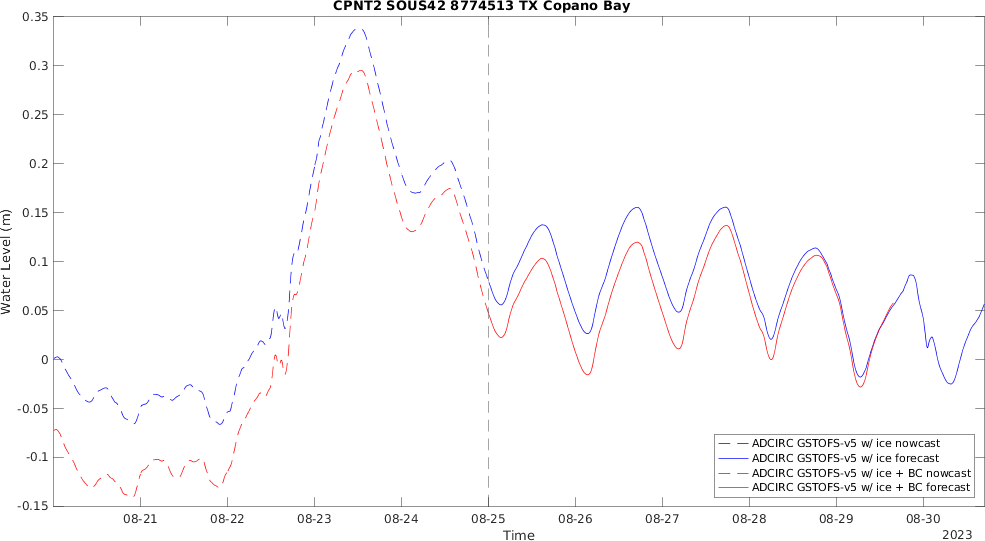 CPNT2 SOUS42 8774513 TX Copano Bay
0.35
0.3
0.25
0.2
0.15
0.1
0.05
0
-0.05
-0.1
-0.15
Water Level (m)
ADCIRC GSTOFS-v5 w/ ice nowcast
ADCIRC GSTOFS-v5 w/ ice forecast
ADCIRC GSTOFS-v5 w/ ice + BC nowcast
ADCIRC GSTOFS-v5 w/ ice + BC forecast
08-21 08-22 08-23 08-24 08-25 08-26 08-27 08-28 08-29 08-30
Time
2023